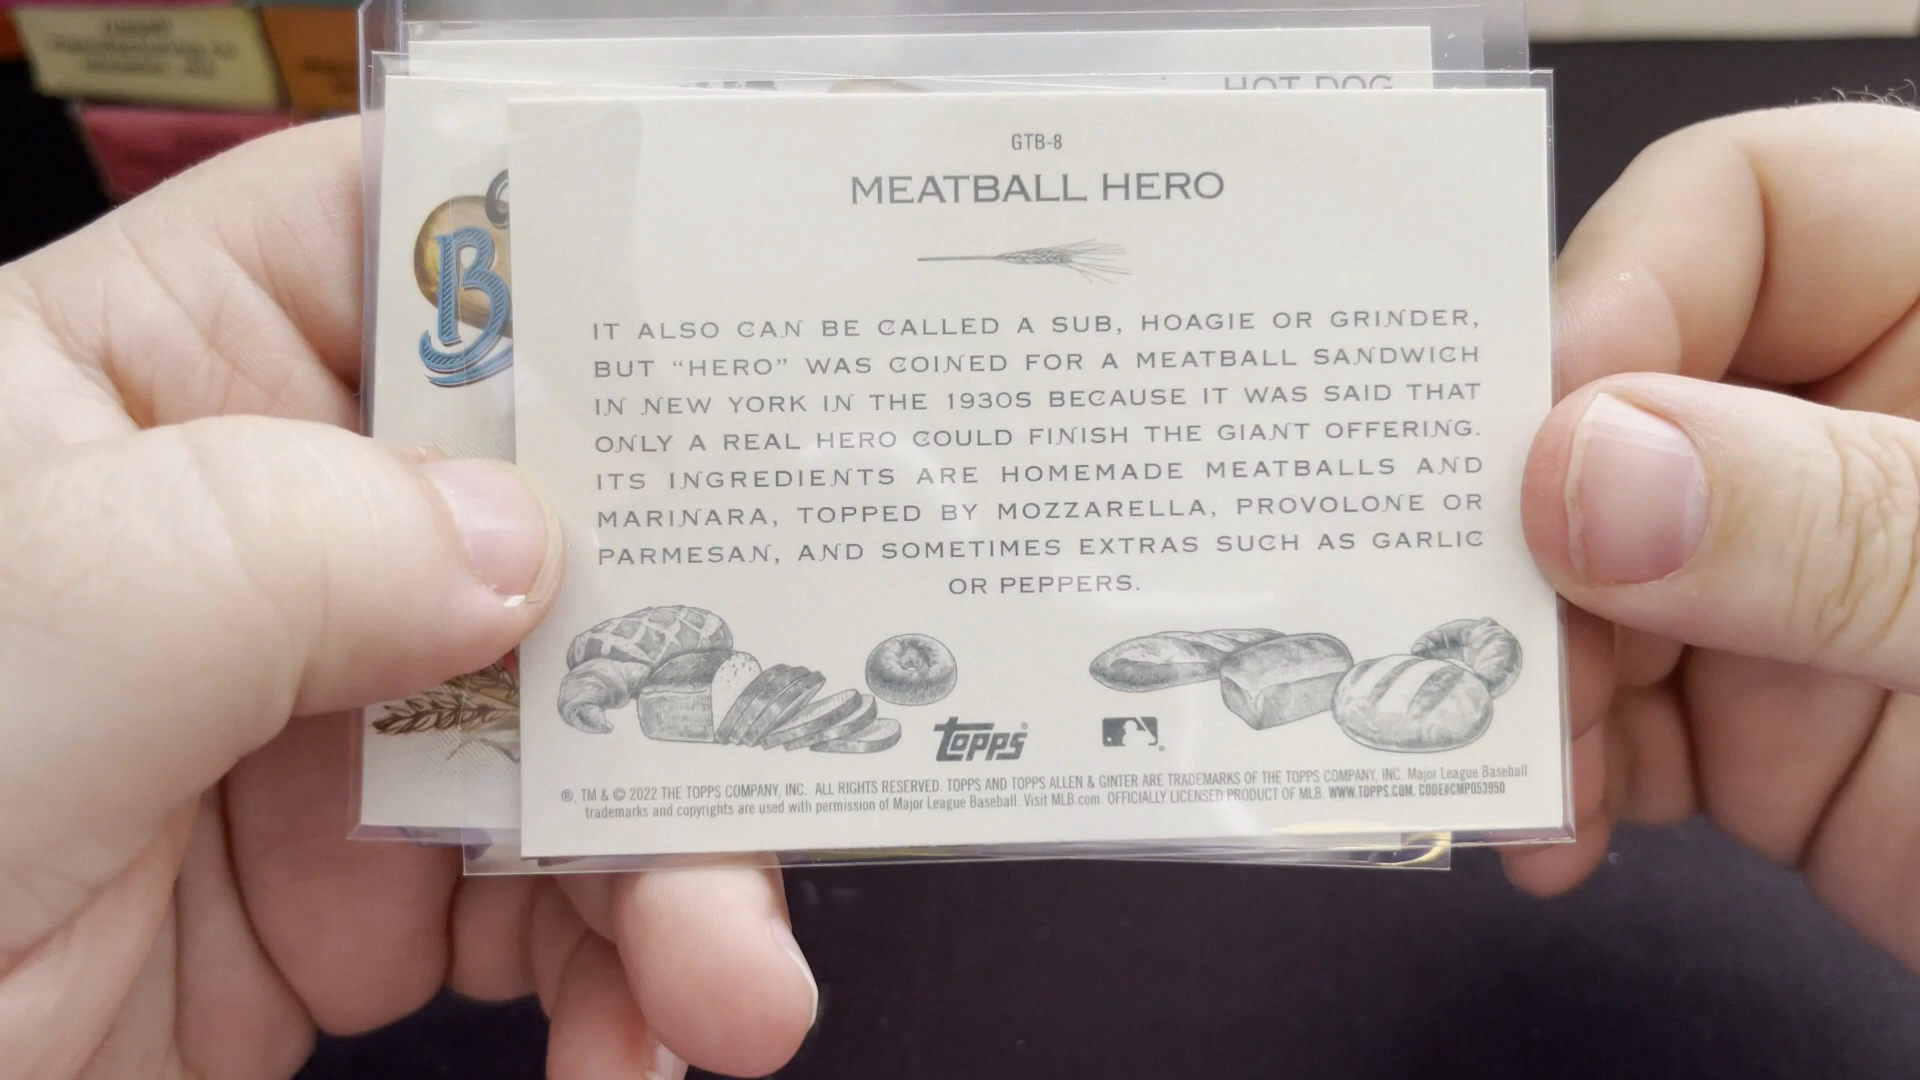 HOT DOG
GTB-8
MEATBALL HERO
B
IT ALSO CAN BE CALLED A SUB, HOAGIE OR GRINDER,
BUT “HERO” WAS COINED FOR A MEATBALL SANDWICH
IN NEW YORK IN THE 1930S BECAUSE IT WAS SAID THAT
ONLY A REAL HERO COULD FINISH THE GIANT OFFERING.
ITS INGREDIENTS ARE HOMEMADE MEATBALLS AND
MARINARA, TOPPED BY MOZZARELLA, PROVOLONE OR
PARMESAN, AND SOMETIMES EXTRAS SUCH AS GARLIC
OR PEPPERS.
topps®
®, TM & © 2022 THE TOPPS COMPANY, INC. ALL RIGHTS RESERVED. TOPPS AND TOPPS ALLEN & GINTER ARE TRADEMARKS OF THE TOPPS COMPANY, INC. Major League Baseball
trademarks and copyrights are used with permission of Major League Baseball. Visit MLB.com. OFFICIALLY LICENSED PRODUCT OF MLB. WWW.TOPPS.COM. CODE#CMP053950